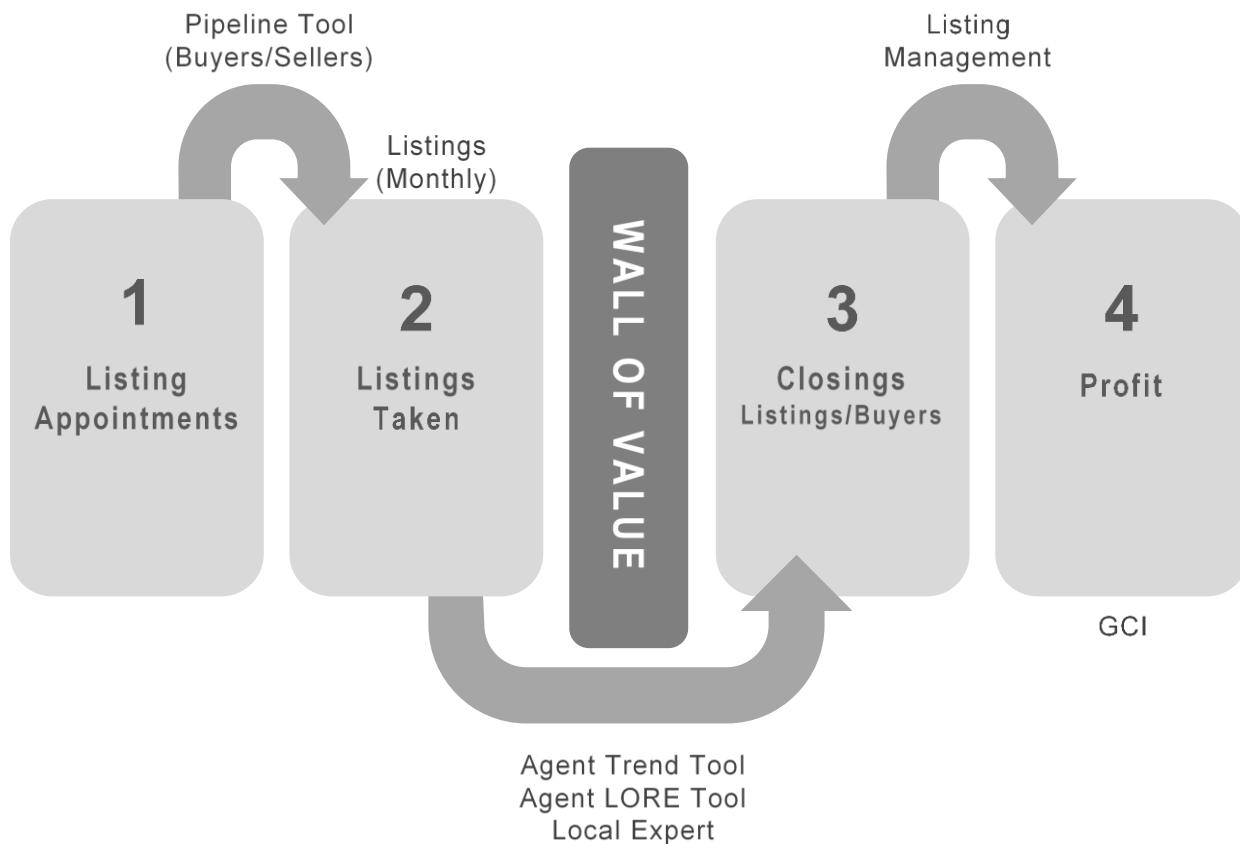 Pipeline Tool
(Buyers/Sellers)
Listing
Management
Listings
(Monthly)
1
Listing
Appointments
2
Listings
Taken
WALL OF VALUE
3
Closings
Listings/Buyers
4
Profit
GCI
Agent Trend Tool
Agent LORE Tool
Local Expert